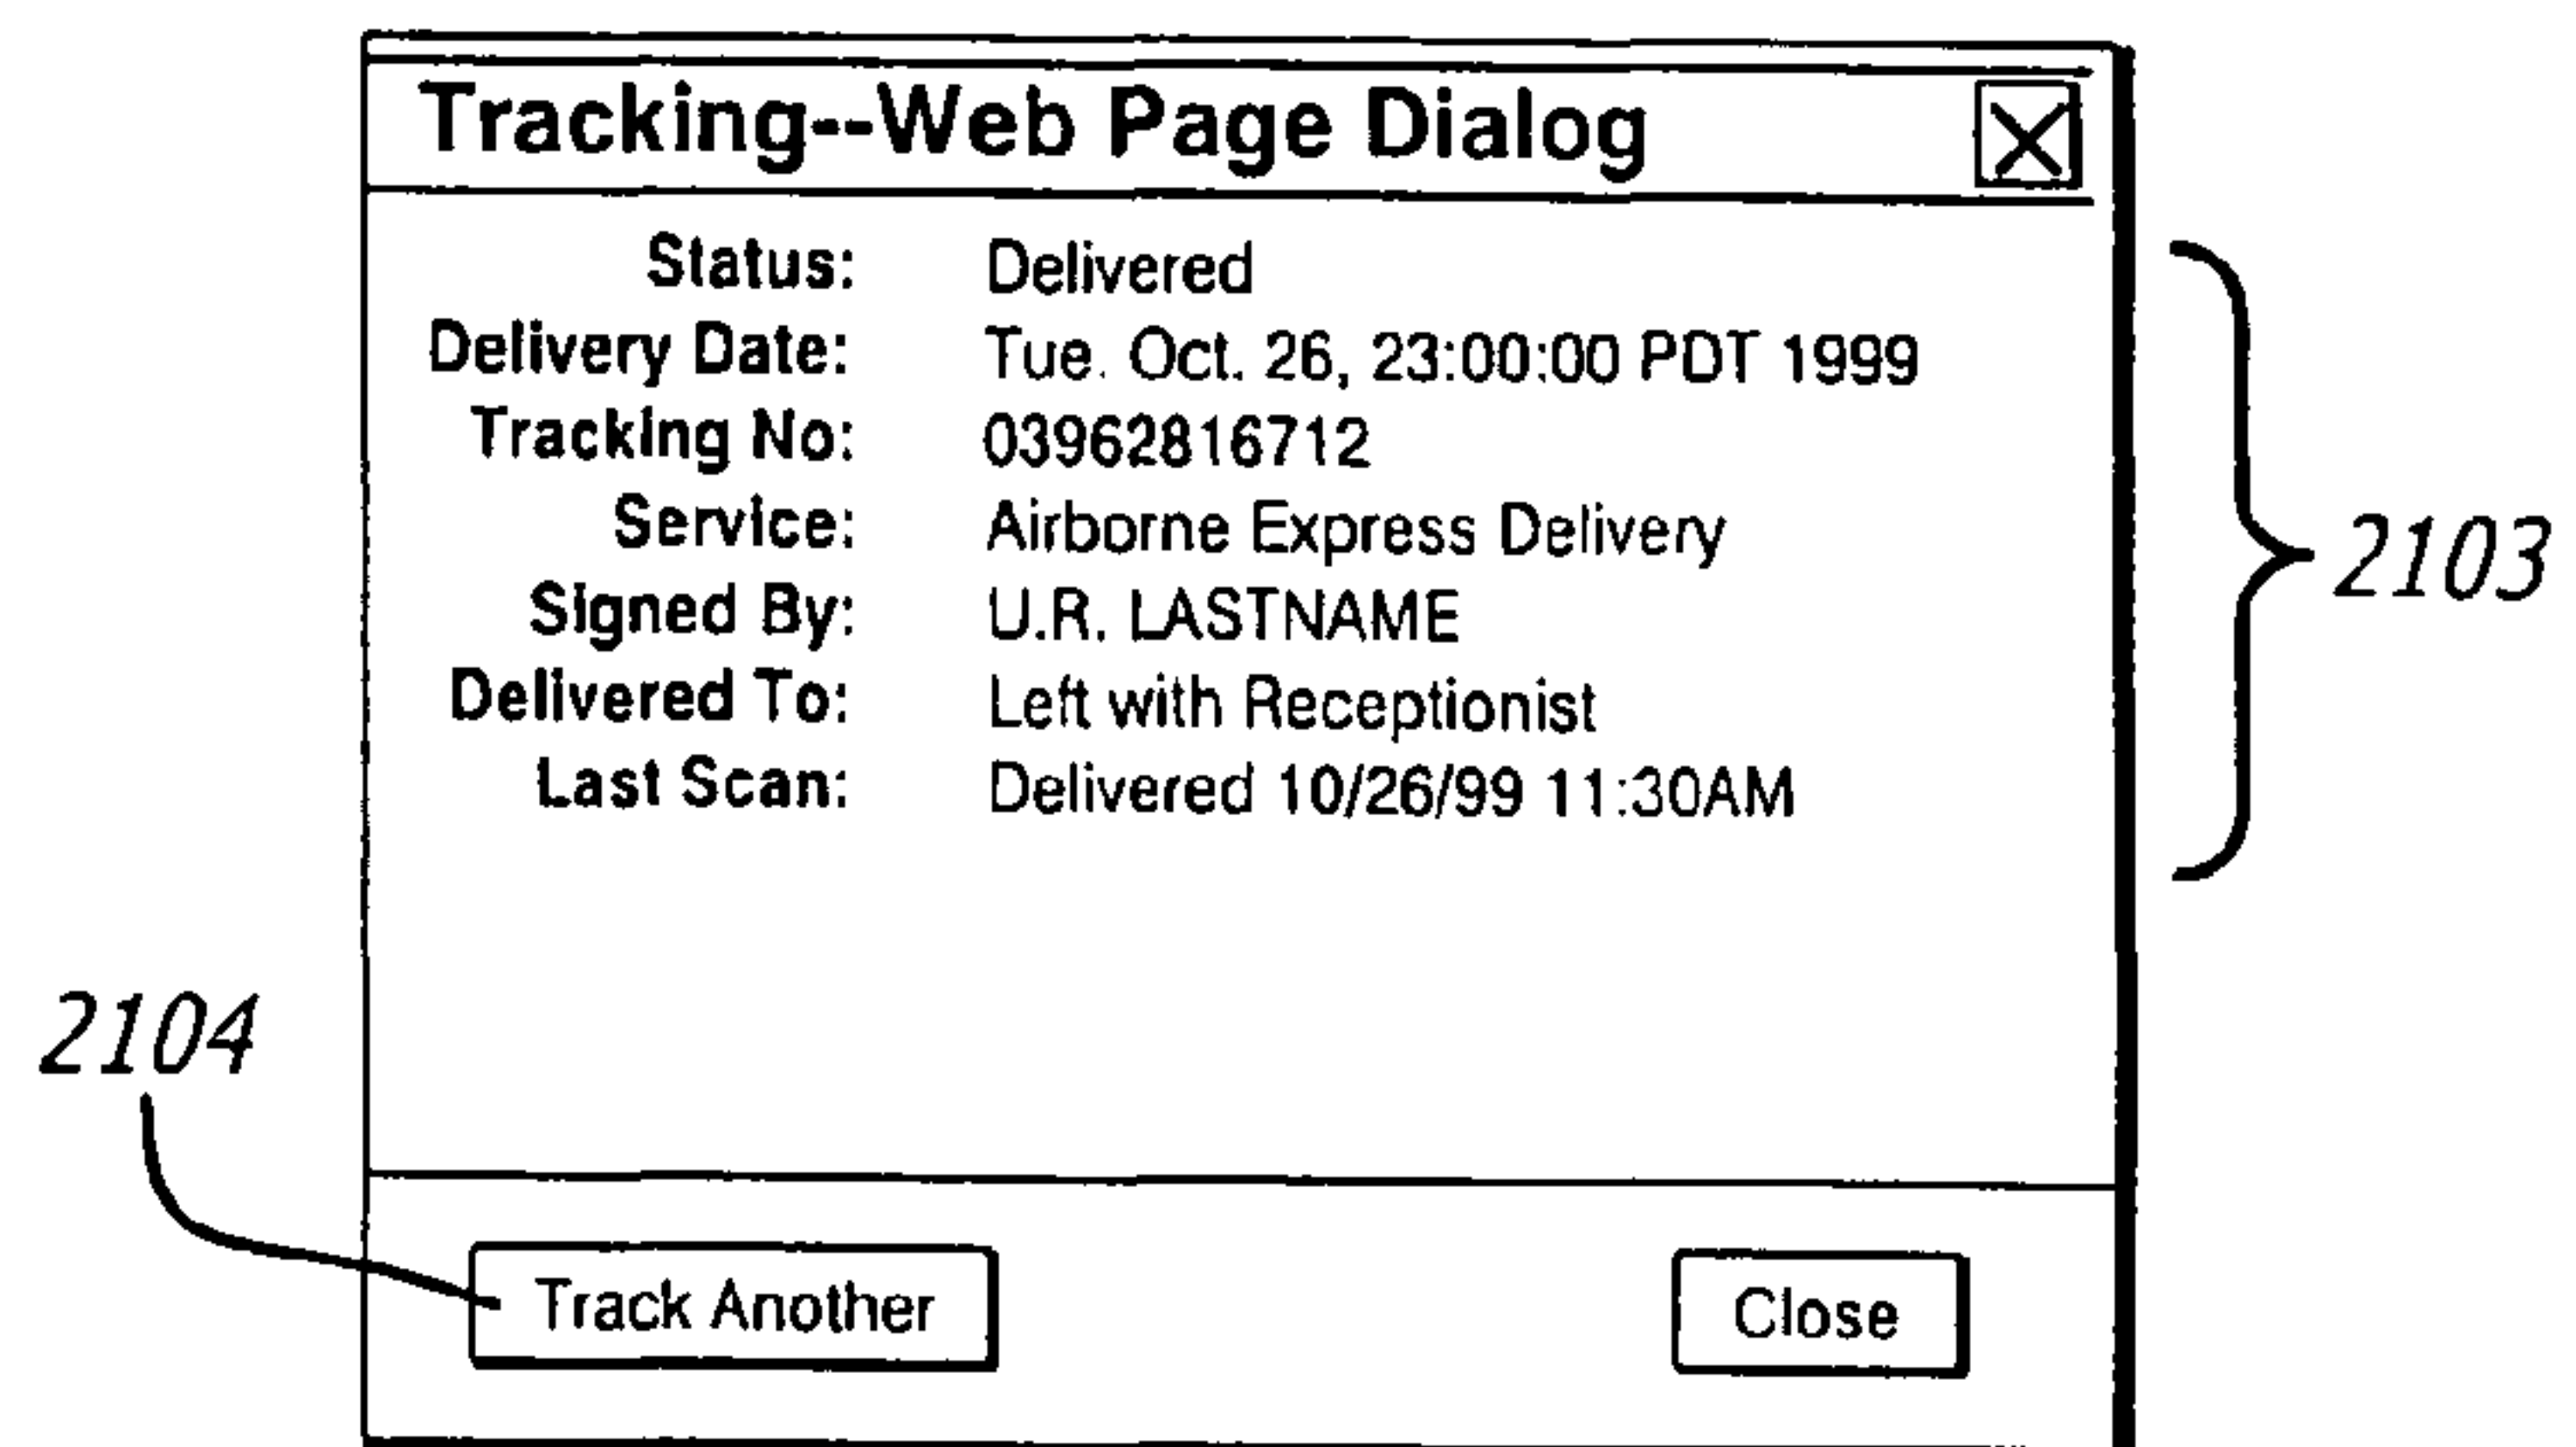 Tracking--Web Page Dialog
Status: Delivered
Delivery Date: Tue. Oct. 26, 23:00:00 PDT 1999
Tracking No: 03962816712
Service: Airborne Express Delivery
Signed By: U.R. LASTNAME
Delivered To: Left with Receptionist
Last Scan: Delivered 10/26/99 11:30AM
2103
2104
Track Another Close